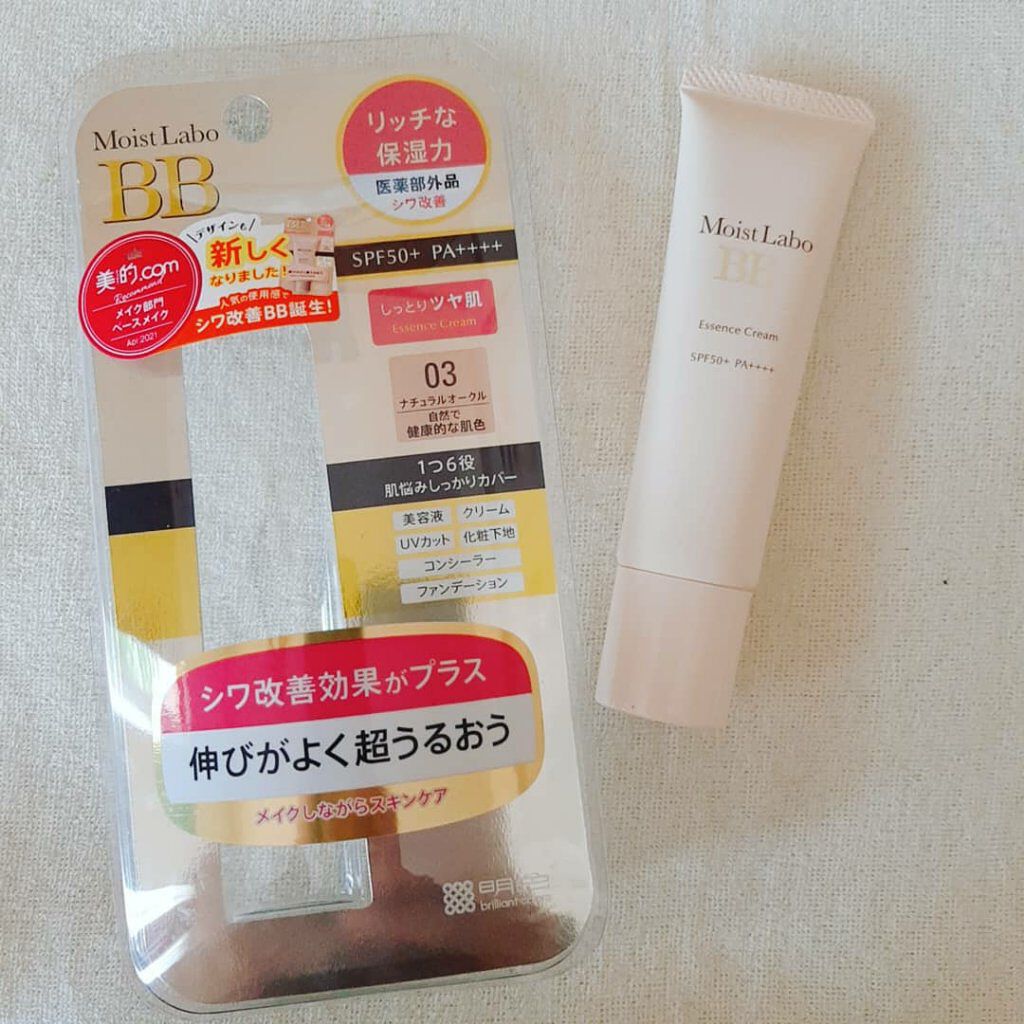 Moist Labo
BB
リッチな
保湿力
医薬部外品
シワ改善
\デザインも/
新しく
なりました!
人気の使用感で
シワ改善BB誕生!
美的.com
Recommend
メイク部門
ベースメイク
Apr 2021
SPF50+ PA++++
しっとりツヤ肌
Essence Cream
03
ナチュラルオークル
自然で
健康的な肌色
1つ6役
肌悩みしっかりカバー
美容液 クリーム
UVカット 化粧下地
コンシーラー
ファンデーション
シワ改善効果がプラス
伸びがよく超うるおう
メイクしながらスキンケア
明色
brilliant
Moist Labo
BB
Essence Cream
SPF50+ PA++++